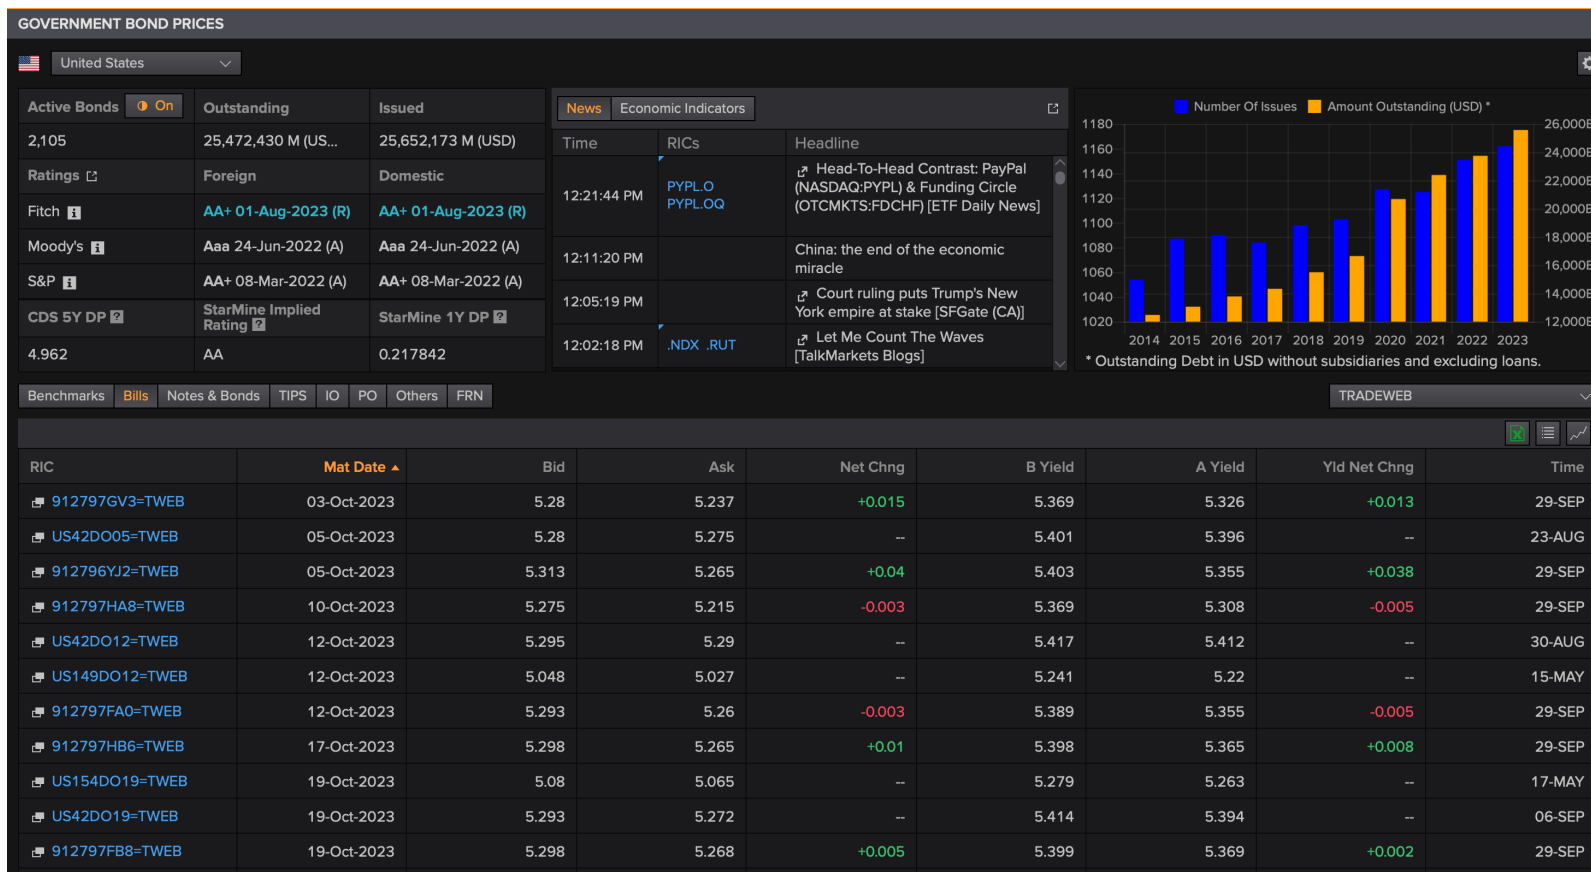 GOVERNMENT BOND PRICES
United States
Active Bonds On Outstanding Issued
2,105 25,472,430 M (US... 25,652,173 M (USD)
Ratings Foreign Domestic
Fitch AA+ 01-Aug-2023 (R) AA+ 01-Aug-2023 (R)
Moody's Aaa 24-Jun-2022 (A) Aaa 24-Jun-2022 (A)
S&P AA+ 08-Mar-2022 (A) AA+ 08-Mar-2022 (A)
CDS 5Y DP StarMine Implied Rating StarMine 1Y DP
4.962 AA 0.217842
News Economic Indicators
Time RICs Headline
12:21:44 PM PYPL.O PYPL.OQ Head-To-Head Contrast: PayPal
(NASDAQ:PYPL) & Funding Circle
(OTCMKTS:FDCHF) [ETF Daily News]
12:11:20 PM China: the end of the economic
miracle
12:05:19 PM Court ruling puts Trump's New
York empire at stake [SFGate (CA)]
12:02:18 PM .NDX .RUT Let Me Count The Waves
[TalkMarkets Blogs]
Number Of Issues Amount Outstanding (USD) *
1180 26,000B
1160 24,000B
1140 22,000B
1120 20,000B
1100 18,000B
1080 16,000B
1060 14,000B
1040 12,000B
1020
2014 2015 2016 2017 2018 2019 2020 2021 2022 2023
* Outstanding Debt in USD without subsidiaries and excluding loans.
Benchmarks Bills Notes & Bonds TIPS IO PO Others FRN TRADEWEB
RIC Mat Date Bid Ask Net Chng B Yield A Yield Yld Net Chng Time
912797GV3=TWEB 03-Oct-2023 5.28 5.237 +0.015 5.369 5.326 +0.013 29-SEP
US42DO05=TWEB 05-Oct-2023 5.28 5.275 -- 5.401 5.396 -- 23-AUG
912796YJ2=TWEB 05-Oct-2023 5.313 5.265 +0.04 5.403 5.355 +0.038 29-SEP
912797HA8=TWEB 10-Oct-2023 5.275 5.215 -0.003 5.369 5.308 -0.005 29-SEP
US42DO12=TWEB 12-Oct-2023 5.295 5.29 -- 5.417 5.412 -- 30-AUG
US149DO12=TWEB 12-Oct-2023 5.048 5.027 -- 5.241 5.22 -- 15-MAY
912797FA0=TWEB 12-Oct-2023 5.293 5.26 -0.003 5.389 5.355 -0.005 29-SEP
912797HB6=TWEB 17-Oct-2023 5.298 5.265 +0.01 5.398 5.365 +0.008 29-SEP
US154DO19=TWEB 19-Oct-2023 5.08 5.065 -- 5.279 5.263 -- 17-MAY
US42DO19=TWEB 19-Oct-2023 5.293 5.272 -- 5.414 5.394 -- 06-SEP
912797FB8=TWEB 19-Oct-2023 5.298 5.268 +0.005 5.399 5.369 +0.002 29-SEP